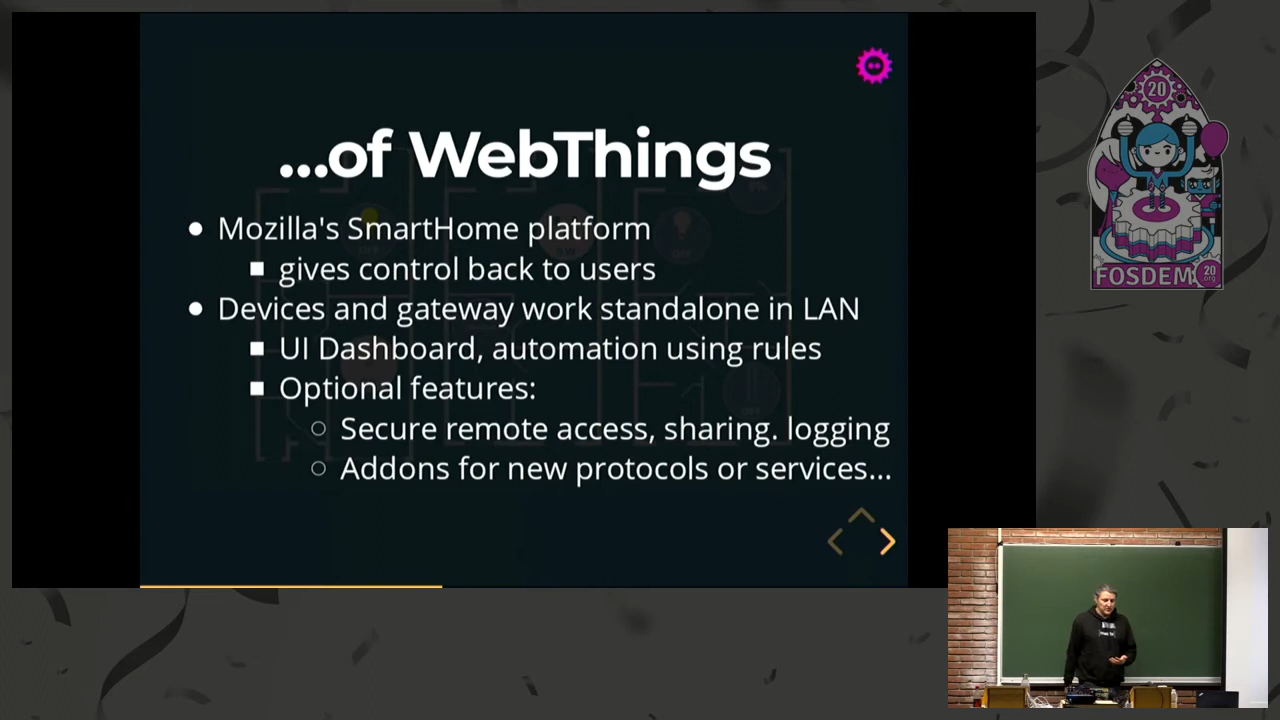 ...of WebThings
Mozilla's SmartHome platform
gives control back to users
Devices and gateway work standalone in LAN
UI Dashboard, automation using rules
Optional features:
Secure remote access, sharing. logging
Addons for new protocols or services...
20
FOSDEM
20
org